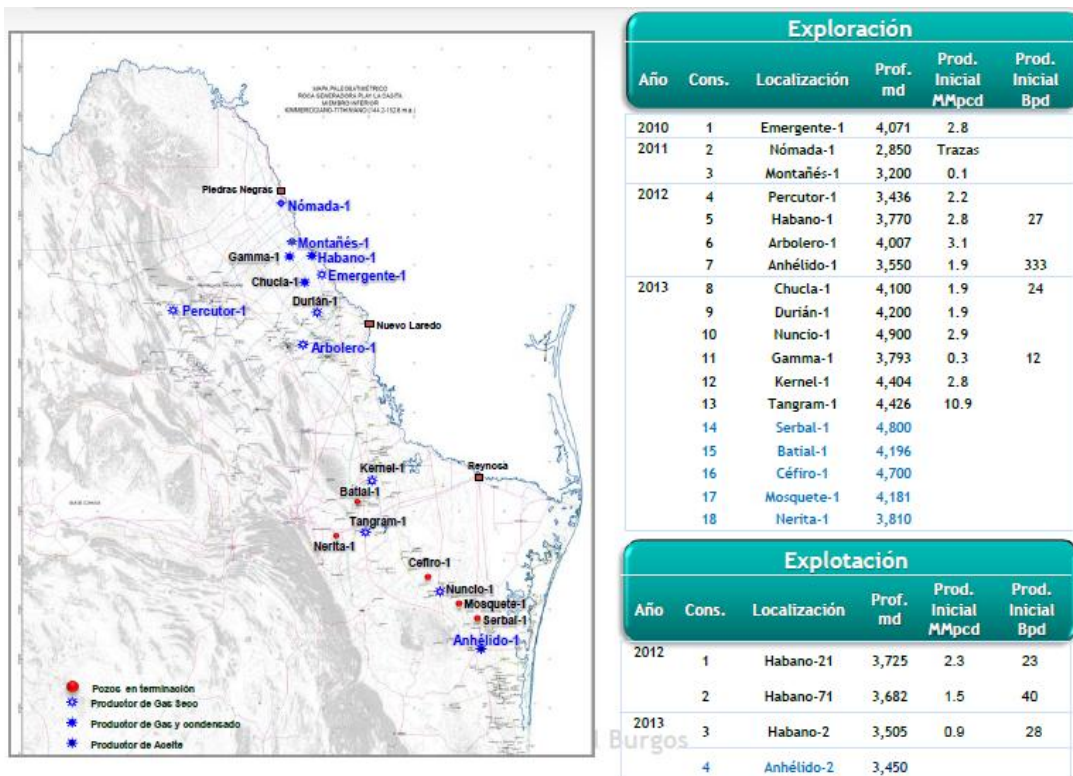 MAPA PALEOBATIMÉTRICO
ROCA GENERADORA PLAY LA CASITA
MIEMBRO INFERIOR
Piedras Negras
Nómada-1
Montañés-1
Gamma-1
Habano-1
Emergente-1
Chucla-1
Durián-1
Percutor-1
Nuevo Laredo
Arbolero-1
Kernel-1
Reynosa
Batial-1
Tangram-1
Nerita-1
Cefiro-1
Nuncio-1
Mosquete-1
Serbal-1
Anhélido-1
Pozos en terminación
Productor de Gas Seco
Productor de Gas y condensado
Productor de Aceite
Exploración
Año Cons. Localización Prof. md Prod. Inicial MMpcd Prod. Inicial Bpd
2010 1 Emergente-1 4,071 2.8
2011 2 Nómada-1 2,850 Trazas
3 Montañés-1 3,200 0.1
2012 4 Percutor-1 3,436 2.2
5 Habano-1 3,770 2.8 27
6 Arbolero-1 4,007 3.1
7 Anhélido-1 3,550 1.9 333
2013 8 Chucla-1 4,100 1.9 24
9 Durián-1 4,200 1.9
10 Nuncio-1 4,900 2.9
11 Gamma-1 3,793 0.3 12
12 Kernel-1 4,404 2.8
13 Tangram-1 4,426 10.9
14 Serbal-1 4,800
15 Batial-1 4,196
16 Céfiro-1 4,700
17 Mosquete-1 4,181
18 Nerita-1 3,810
Explotación
Año Cons. Localización Prof. md Prod. Inicial MMpcd Prod. Inicial Bpd
2012 1 Habano-21 3,725 2.3 23
2 Habano-71 3,682 1.5 40
2013 3 Habano-2 3,505 0.9 28
4 Anhélido-2 3,450
Burgos